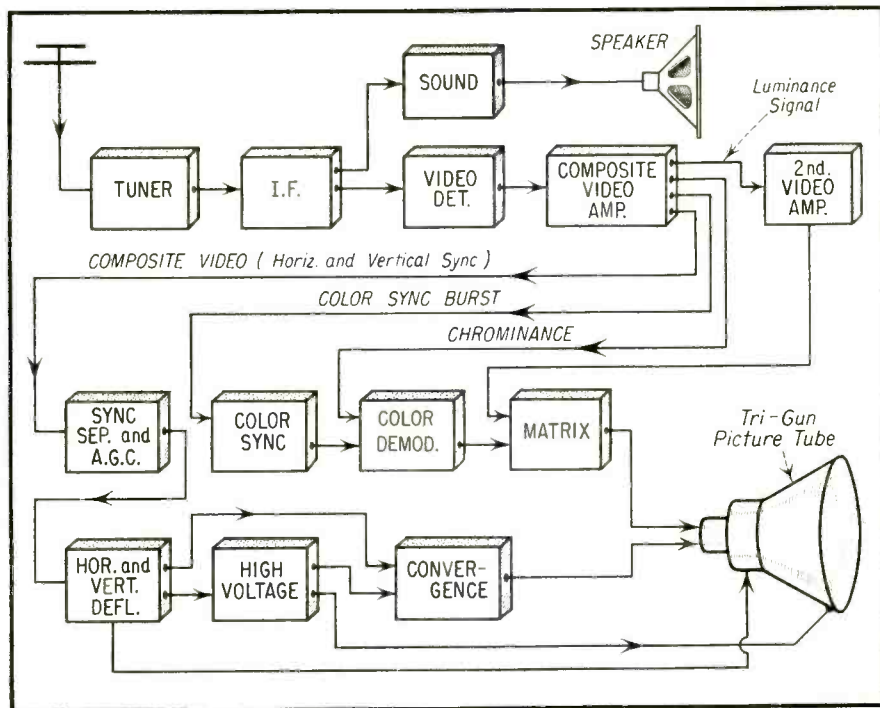 SPEAKER
SOUND
Luminance
Signal
TUNER
I.F.
VIDEO
DET.
COMPOSITE
VIDEO
AMP.
2nd.
VIDEO
AMP.
COMPOSITE VIDEO ( Horiz. and Vertical Sync )
COLOR SYNC BURST
CHROMINANCE
SYNC
SEP. and
A.G.C.
COLOR
SYNC
COLOR
DEMOD.
MATRIX
Tri-Gun
Picture Tube
HOR. and
VERT.
DEFL.
HIGH
VOLTAGE
CONVER-
GENCE